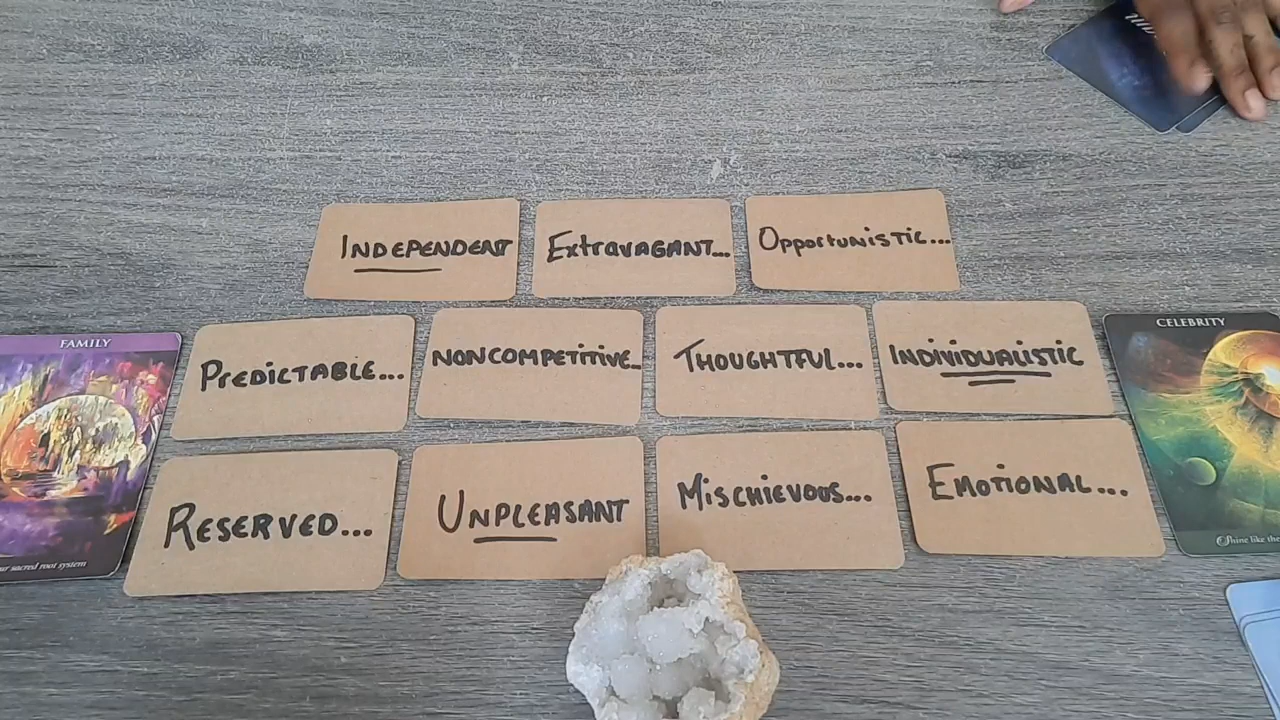 INDEPENDENT
Extravagant...
Opportunistic...
FAMILY
Predictable...
NONCOMPETITIVE...
Thoughtful...
INDIVIDUALISTIC
CELEBRITY
Reserved...
Unpleasant
Mischievous...
Emotional...
sacred root system
Shine like the